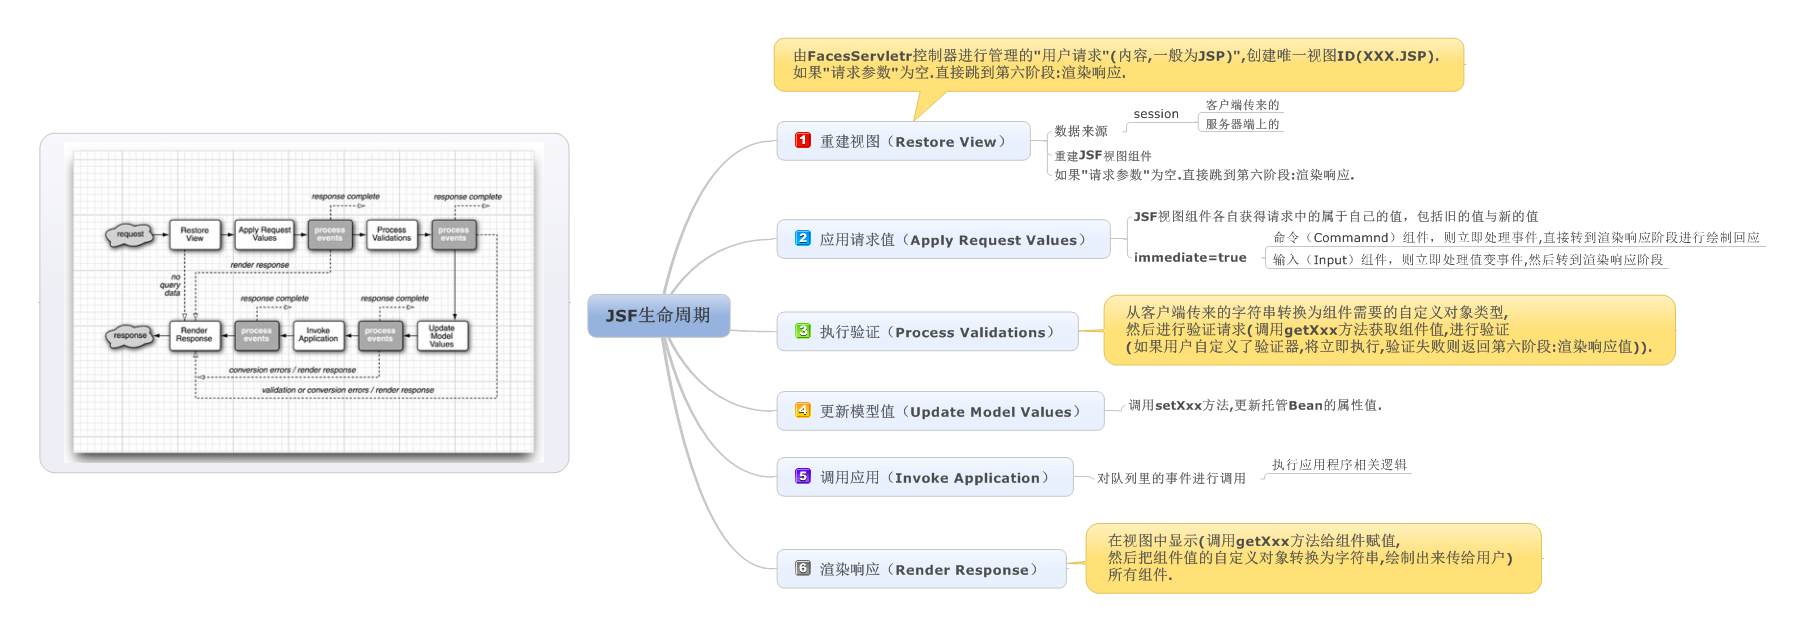 response complete
response complete
request
Restore
View
Apply Request
Values
process
events
Process
Validations
process
events
render response
no
query
data
response complete
response complete
response
Render
Response
process
events
Invoke
Application
process
events
Update
Model
Values
conversion errors / render response
validation or conversion errors / render response
JSF生命周期
由FacesServletr控制器进行管理的"用户请求"(内容,一般为JSP)",创建唯一视图ID(XXX.JSP).
如果"请求参数"为空.直接跳到第六阶段:渲染响应.
1 重建视图（Restore View）
数据来源
session
客户端传来的
服务器端上的
重建JSF视图组件
如果"请求参数"为空.直接跳到第六阶段:渲染响应.
2 应用请求值（Apply Request Values）
JSF视图组件各自获得请求中的属于自己的值，包括旧的值与新的值
immediate=true
命令（Commamnd）组件，则立即处理事件,直接转到渲染响应阶段进行绘制回应
输入（Input）组件，则立即处理值变事件,然后转到渲染响应阶段
3 执行验证（Process Validations）
从客户端传来的字符串转换为组件需要的自定义对象类型,
然后进行验证请求(调用getXxx方法获取组件值,进行验证
(如果用户自定义了验证器,将立即执行,验证失败则返回第六阶段:渲染响应值)).
4 更新模型值（Update Model Values）
调用setXxx方法,更新托管Bean的属性值.
5 调用应用（Invoke Application）
对队列里的事件进行调用
执行应用程序相关逻辑
6 渲染响应（Render Response）
在视图中显示(调用getXxx方法给组件赋值,
然后把组件值的自定义对象转换为字符串,绘制出来传给用户)
所有组件.